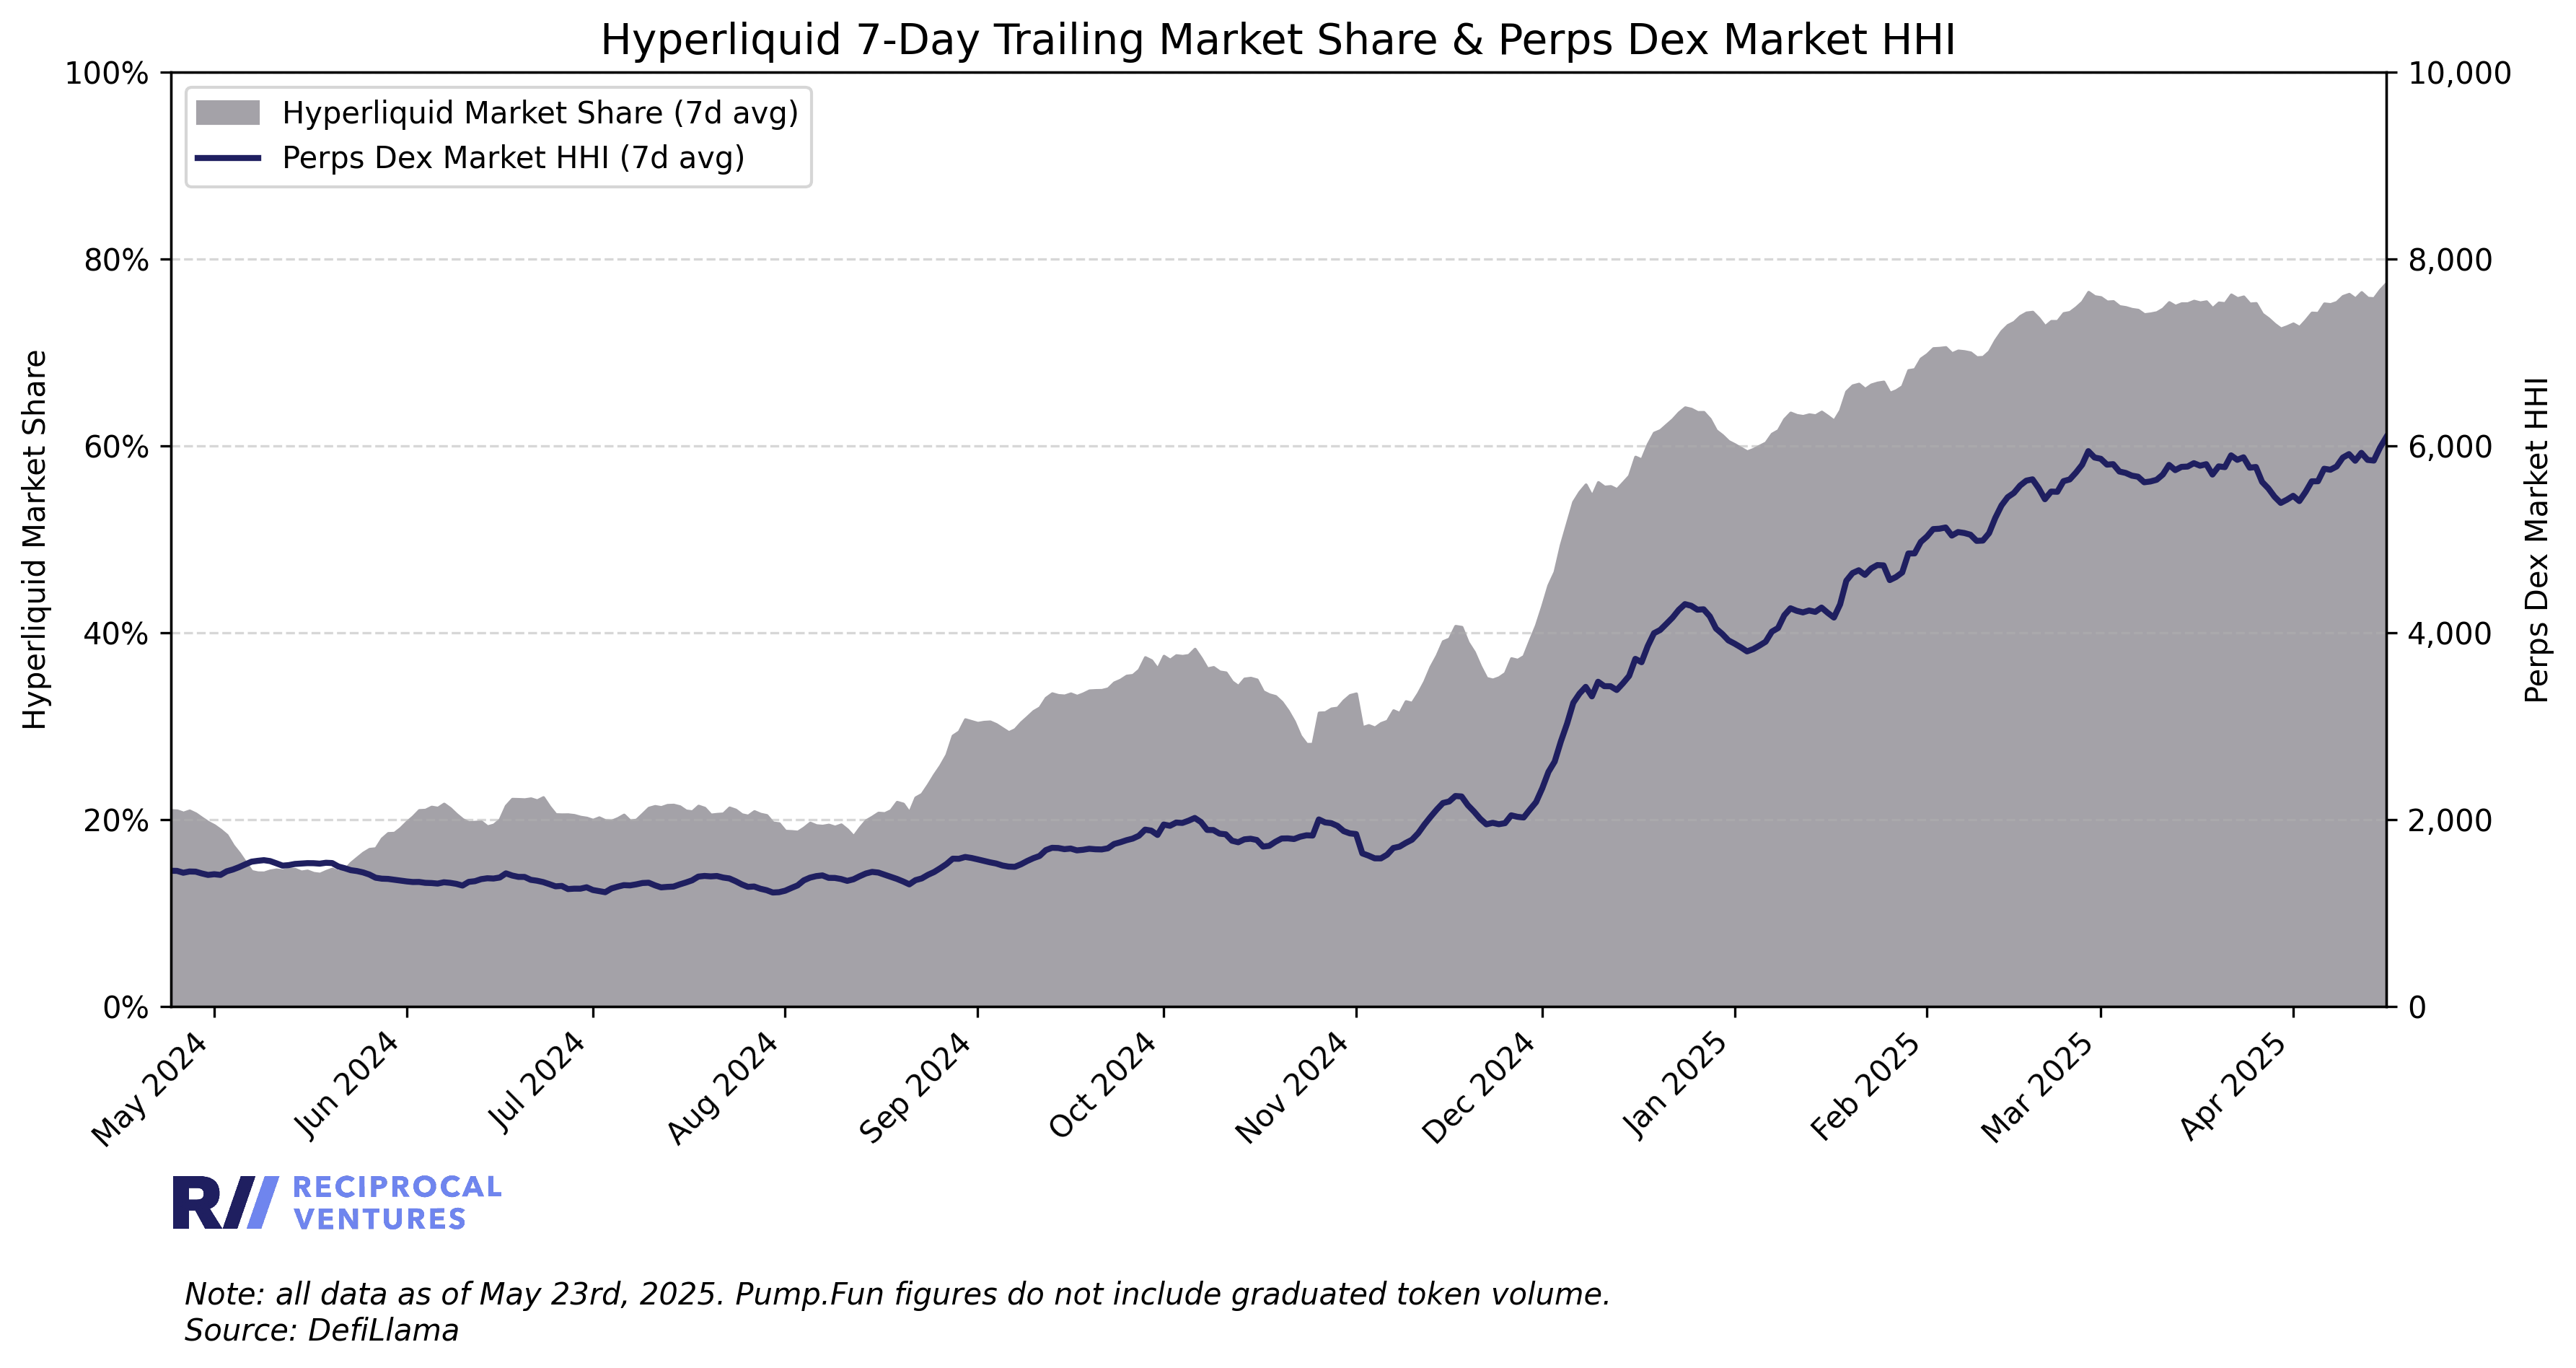 Hyperliquid 7-Day Trailing Market Share & Perps Dex Market HHI
100%
80%
60%
40%
20%
0%
Hyperliquid Market Share
Hyperliquid Market Share (7d avg)
Perps Dex Market HHI (7d avg)
10,000
8,000
6,000
4,000
2,000
0
Perps Dex Market HHI
May 2024
Jun 2024
Jul 2024
Aug 2024
Sep 2024
Oct 2024
Nov 2024
Dec 2024
Jan 2025
Feb 2025
Mar 2025
Apr 2025
RECIPROCAL
VENTURES
Note: all data as of May 23rd, 2025. Pump.Fun figures do not include graduated token volume.
Source: DefiLlama